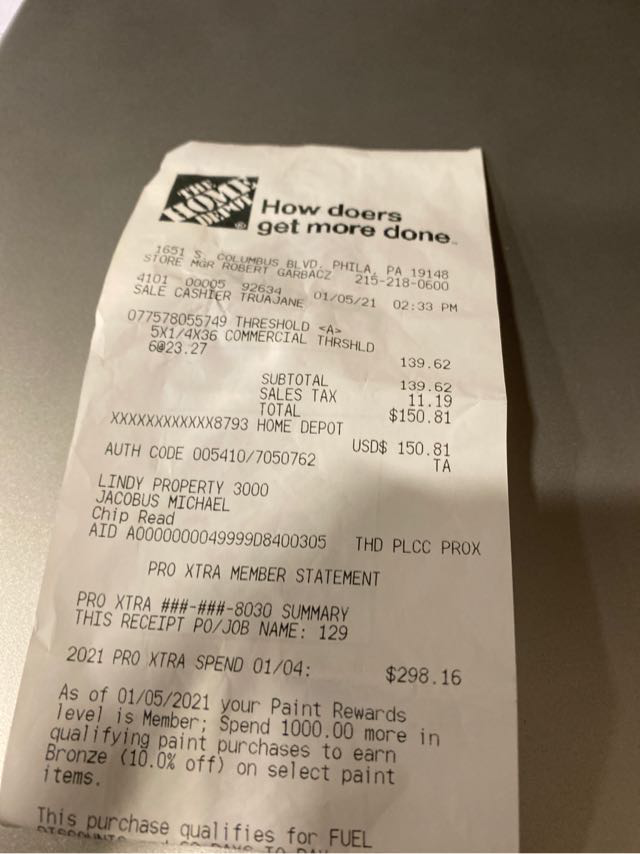 THE
HOME
DEPOT
How doers
get more done
1651 S. COLUMBUS BLVD. PHILA, PA 19148
STORE MGR ROBERT GARBACZ 215-218-0600
4101 00005 92634 01/05/21 02:33 PM
SALE CASHIER TRUAJANE
077578055749 THRESHOLD <A>
5X1/4X36 COMMERCIAL THRSHLD
6@23.27 139.62
SUBTOTAL 139.62
SALES TAX 11.19
TOTAL $150.81
XXXXXXXXXXXX8793 HOME DEPOT
USD$ 150.81
AUTH CODE 005410/7050762 TA
LINDY PROPERTY 3000
JACOBUS MICHAEL
Chip Read
AID A0000000049999D8400305 THD PLCC PROX
PRO XTRA MEMBER STATEMENT
PRO XTRA ###-###-8030 SUMMARY
THIS RECEIPT PO/JOB NAME: 129
2021 PRO XTRA SPEND 01/04: $298.16
As of 01/05/2021 your Paint Rewards
level is Member; Spend 1000.00 more in
qualifying paint purchases to earn
Bronze (10.0% off) on select paint
items.
This purchase qualifies for FUEL